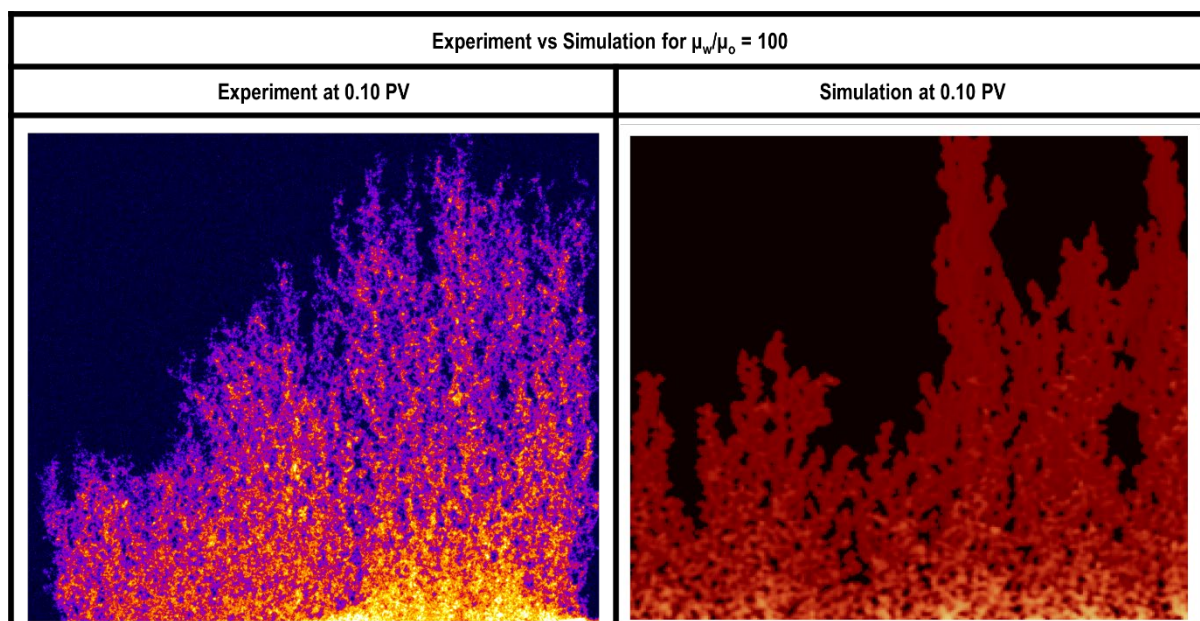 Experiment vs Simulation for μw/μo = 100
Experiment at 0.10 PV
Simulation at 0.10 PV